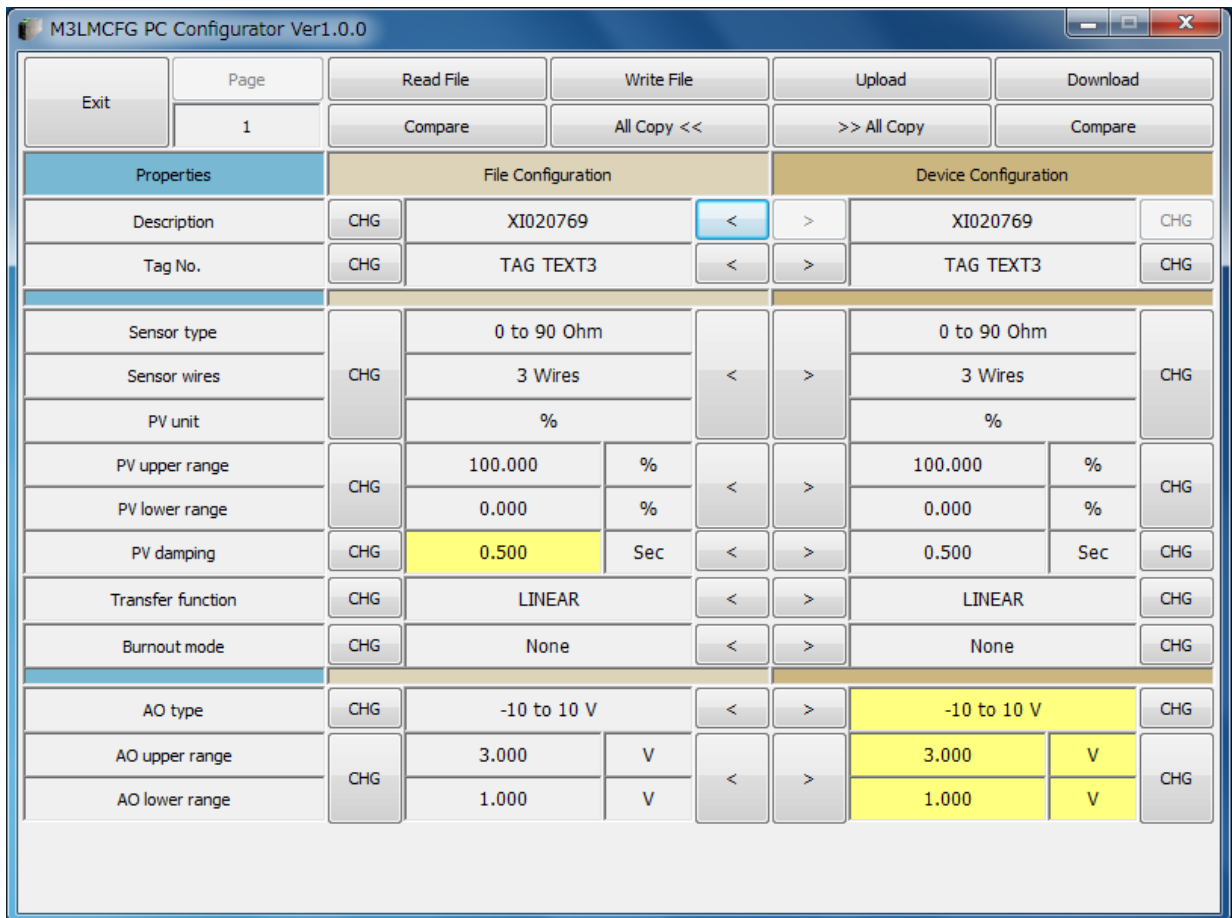 M3LMCFG PC Configurator Ver1.0.0
Exit Page Read File Write File Upload Download
1 Compare All Copy << >> All Copy Compare
Properties File Configuration Device Configuration
Description CHG XI020769 < > XI020769 CHG
Tag No. CHG TAG TEXT3 < > TAG TEXT3 CHG
Sensor type 0 to 90 Ohm 0 to 90 Ohm
Sensor wires CHG 3 Wires < > 3 Wires CHG
PV unit % %
PV upper range CHG 100.000 % < > 100.000 % CHG
PV lower range 0.000 % 0.000 %
PV damping CHG 0.500 Sec < > 0.500 Sec CHG
Transfer function CHG LINEAR < > LINEAR CHG
Burnout mode CHG None < > None CHG
AO type CHG -10 to 10 V < > -10 to 10 V CHG
AO upper range CHG 3.000 V < > 3.000 V CHG
AO lower range 1.000 V 1.000 V